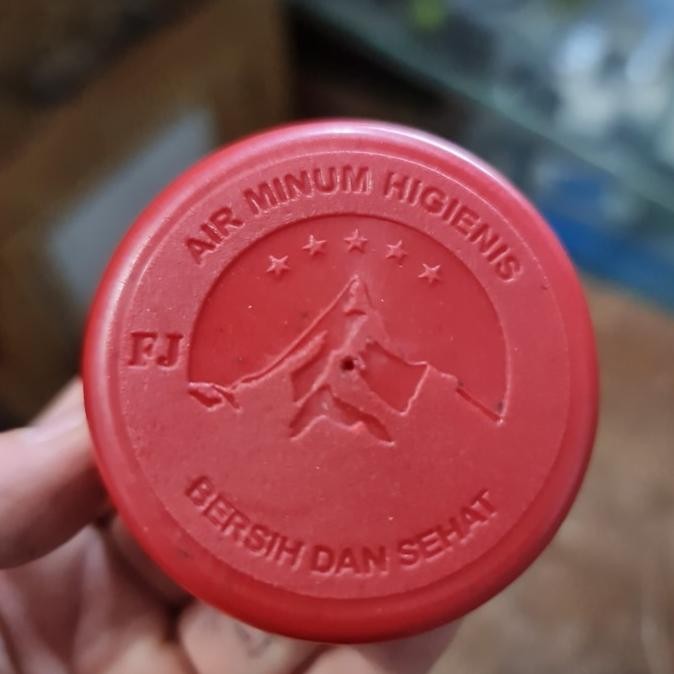 AIR MINUM HIGIENIS
FJ
BERSIH DAN SEHAT